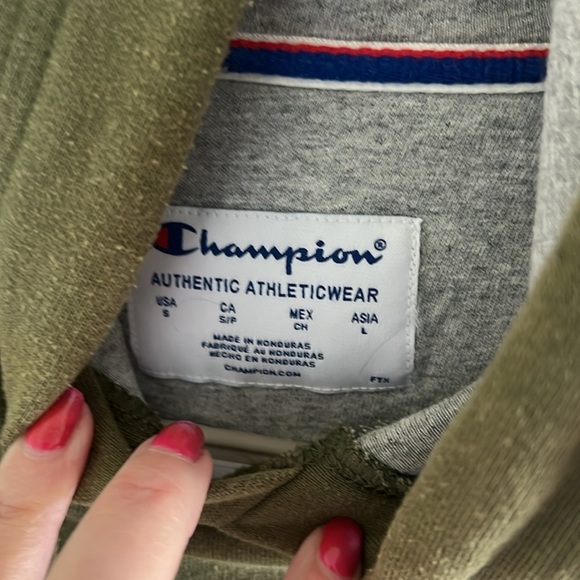 Champion®
AUTHENTIC ATHLETICWEAR
USA CA MEX ASIA
S S/P CH L
MADE IN HONDURAS
FABRIQUÉ AU HONDURAS
HECHO EN HONDURAS
CHAMPION.COM
FTX